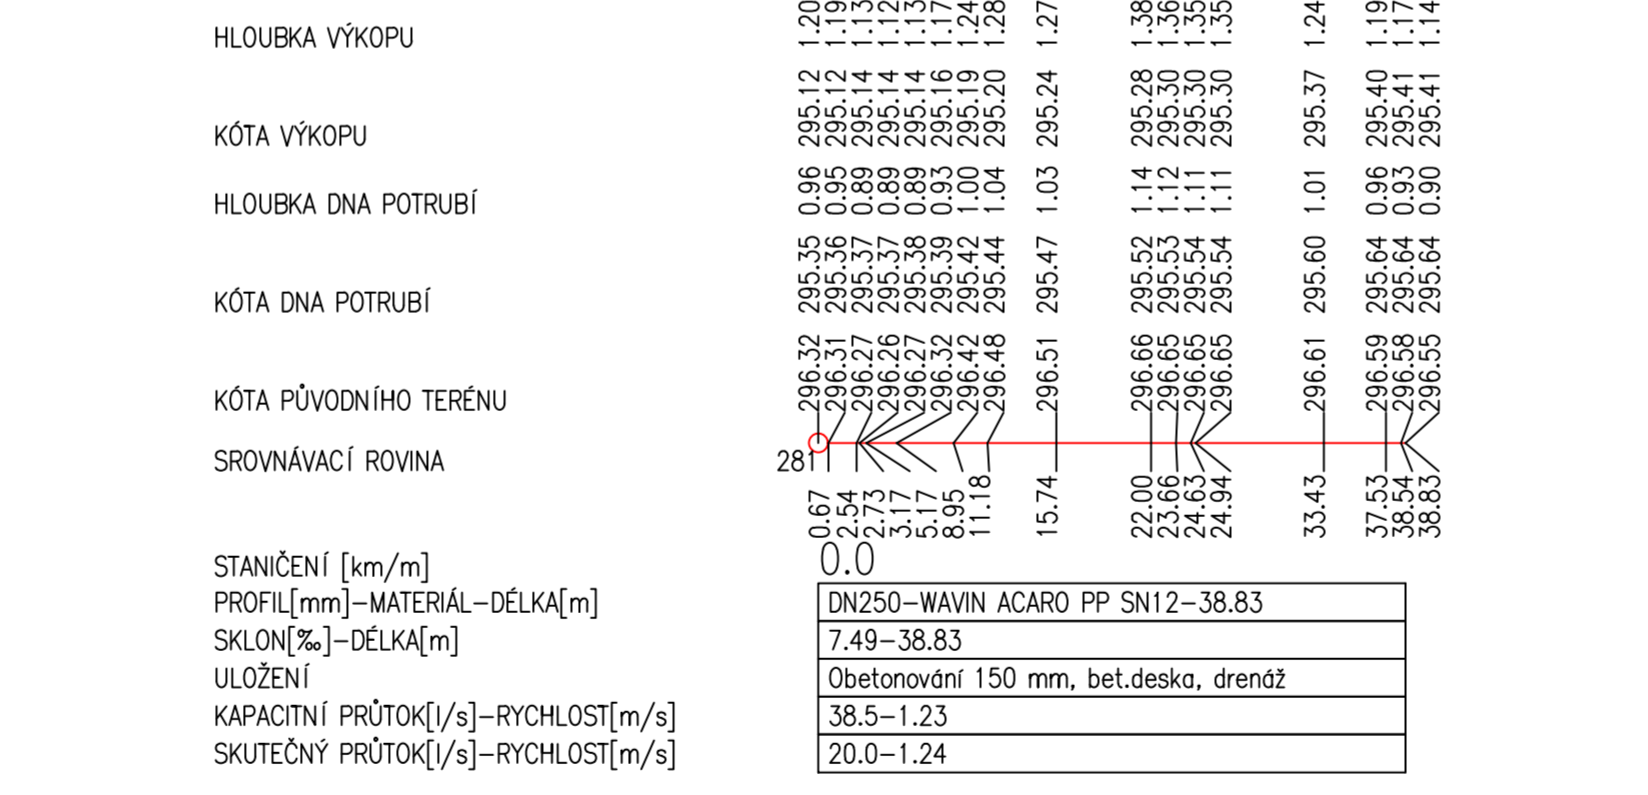 HLOUBKA VÝKOPU 1.20 1.19 1.13 1.12 1.13 1.17 1.24 1.28 1.27 1.38 1.36 1.35 1.35 1.24 1.19 1.17 1.14
KÓTA VÝKOPU 295.12 295.12 295.14 295.14 295.14 295.16 295.19 295.20 295.24 295.28 295.30 295.30 295.30 295.37 295.40 295.41 295.41
HLOUBKA DNA POTRUBÍ 0.96 0.95 0.89 0.89 0.89 0.93 1.00 1.04 1.03 1.14 1.12 1.11 1.11 1.01 0.96 0.93 0.90
KÓTA DNA POTRUBÍ 295.35 295.36 295.37 295.37 295.38 295.39 295.42 295.44 295.47 295.52 295.53 295.54 295.54 295.60 295.64 295.64 295.64
KÓTA PŮVODNÍHO TERÉNU 296.32 296.31 296.27 296.26 296.27 296.32 296.42 296.48 296.51 296.66 296.65 296.65 296.65 296.61 296.59 296.58 296.55
SROVNÁVACÍ ROVINA 281
0.67 2.54 2.73 3.17 5.17 8.95 11.18 15.74 22.00 23.66 24.63 24.94 33.43 37.53 38.54 38.83
STANIČENÍ [km/m] 0.0
PROFIL[mm]-MATERIÁL-DÉLKA[m] DN250-WAVIN ACARO PP SN12-38.83
SKLON[‰]-DÉLKA[m] 7.49-38.83
ULOŽENÍ Obetonování 150 mm, bet.deska, drenáž
KAPACITNÍ PRŮTOK[l/s]-RYCHLOST[m/s] 38.5-1.23
SKUTEČNÝ PRŮTOK[l/s]-RYCHLOST[m/s] 20.0-1.24